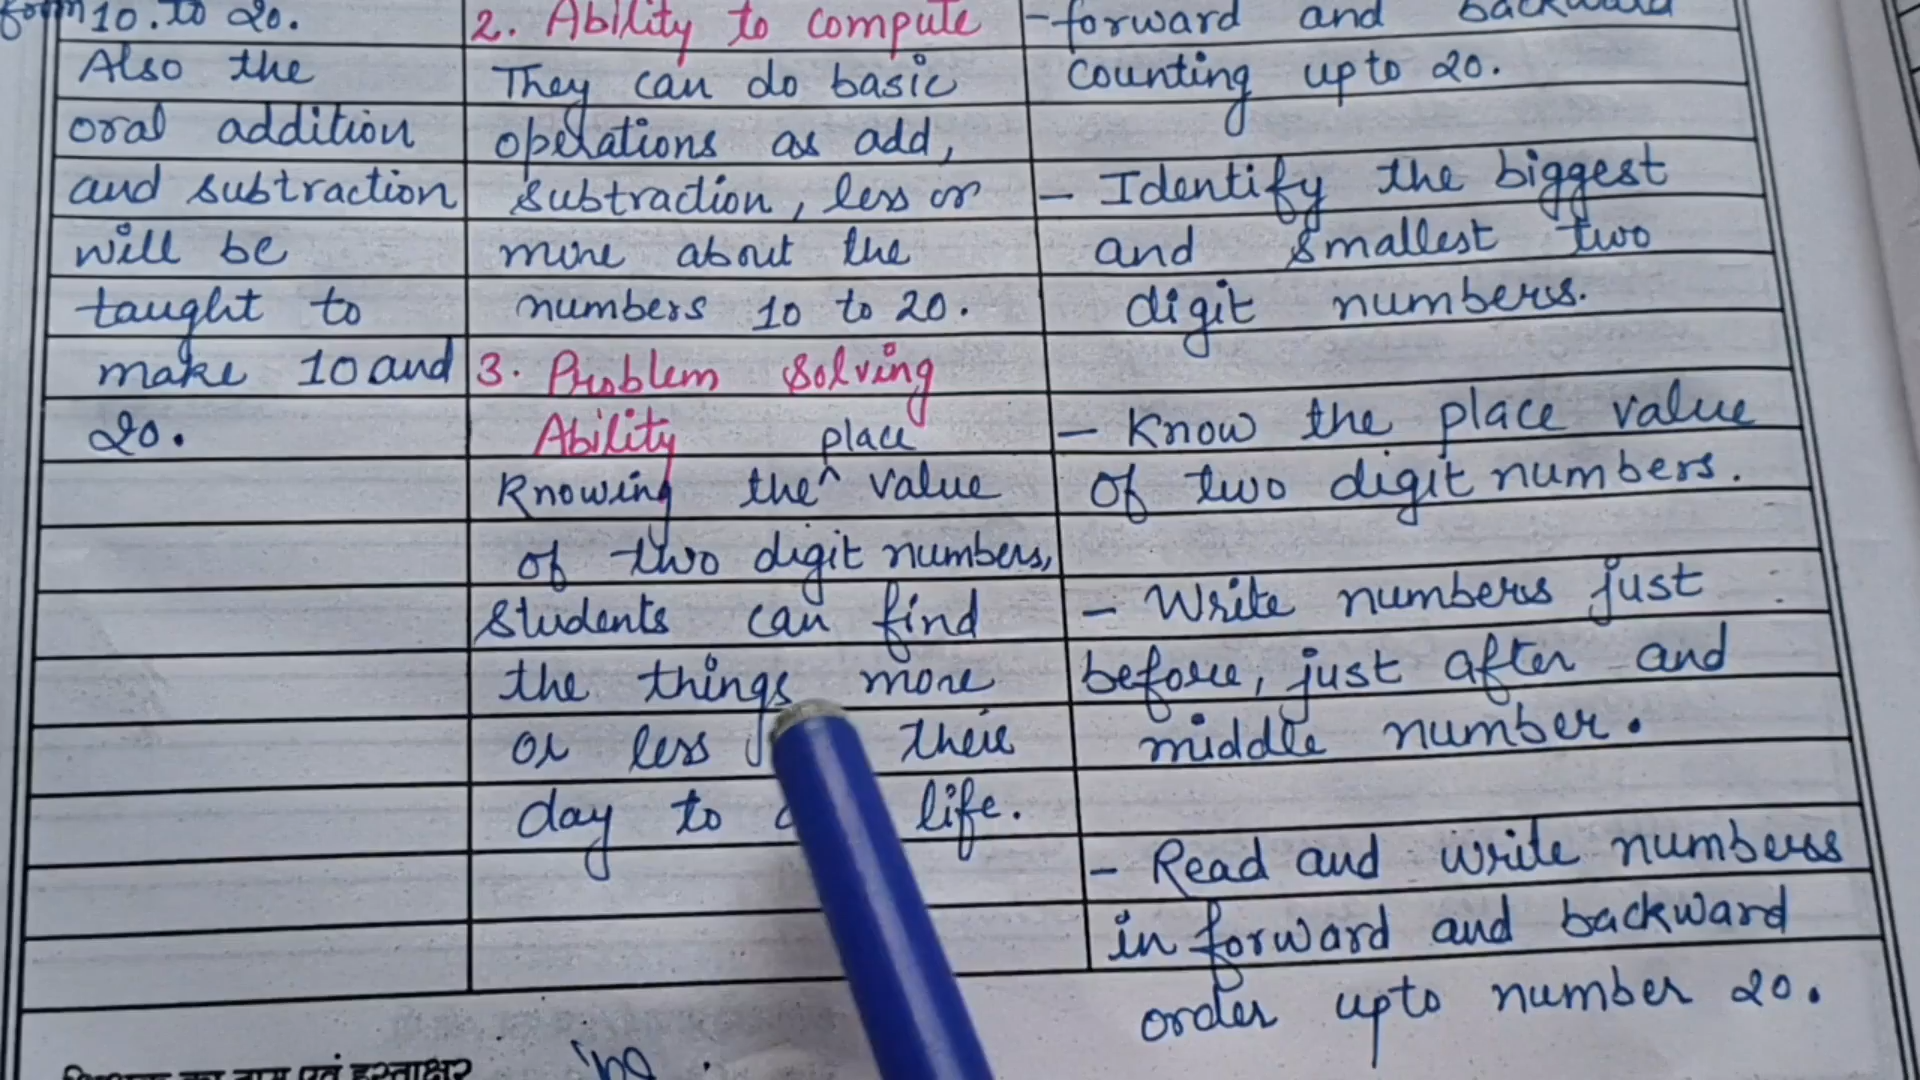 form 10. to 20.
Also the
oral addition
and subtraction
will be
taught to
make 10 and
20.
2. Ability to compute
They can do basic
operations as add,
subtraction, less or
more about the
numbers 10 to 20.
3. Problem solving
Ability
Knowing the ^ place value
of two digit numbers,
students can find
the things more
or less their
day to life.
- forward and backward
counting upto 20.
- Identify the biggest
and smallest two
digit numbers.
- Know the place value
of two digit numbers.
- Write numbers just
before, just after and
middle number.
- Read and write numbers
in forward and backward
order upto number 20.
शिक्षक का नाम एवं हस्ताक्षर